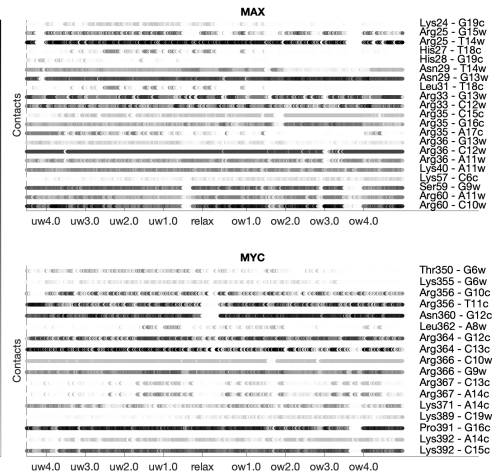 MAX
Contacts
Lys24 - G19c
Arg25 - G15w
Arg25 - T14w
His27 - T18c
His28 - G19c
Asn29 - T14w
Asn29 - G13w
Leu31 - T18c
Arg33 - G13w
Arg33 - C12w
Arg35 - C15c
Arg35 - G16c
Arg35 - A17c
Arg36 - G13w
Arg36 - C12w
Arg36 - A11w
Lys40 - A11w
Lys57 - C6c
Ser59 - G9w
Arg60 - A11w
Arg60 - C10w
uw4.0 uw3.0 uw2.0 uw1.0 relax ow1.0 ow2.0 ow3.0 ow4.0
MYC
Contacts
Thr350 - G6w
Lys355 - G6w
Arg356 - G10c
Arg356 - T11c
Asn360 - G12c
Leu362 - A8w
Arg364 - G12c
Arg364 - C13c
Arg366 - C10w
Arg366 - G9w
Arg367 - C13c
Arg367 - A14c
Lys371 - A14c
Lys389 - C19w
Pro391 - G16c
Lys392 - A14c
Lys392 - C15c
uw4.0 uw3.0 uw2.0 uw1.0 relax ow1.0 ow2.0 ow3.0 ow4.0